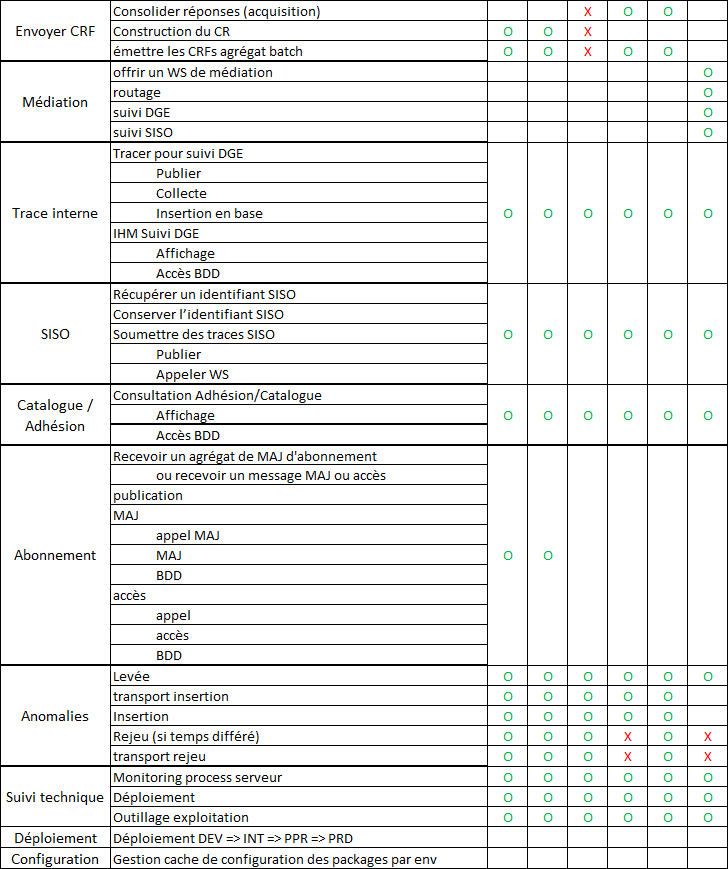 Envoyer CRF
Consolider réponses (acquisition) X O O
Construction du CR O O X
émettre les CRFs agrégat batch O O X O O
Médiation
offrir un WS de médiation O
routage O
suivi DGE O
suivi SISO O
Trace interne
Tracer pour suivi DGE
Publier
Collecte
Insertion en base O O O O O O
IHM Suivi DGE
Affichage
Accès BDD
SISO
Récupérer un identifiant SISO
Conserver l’identifiant SISO
Soumettre des traces SISO O O O O O O
Publier
Appeler WS
Catalogue /
Adhésion
Consultation Adhésion/Catalogue
Affichage O O O O O O
Accès BDD
Abonnement
Recevoir un agrégat de MAJ d'abonnement
ou recevoir un message MAJ ou accès
publication
MAJ
appel MAJ
MAJ O O
BDD
accès
appel
accès
BDD
Anomalies
Levée O O O O O O
transport insertion O O O O O
Insertion O O O O O
Rejeu (si temps différé) O O O X O X
transport rejeu O O O X O X
Suivi technique
Monitoring process serveur O O O O O O
Déploiement O O O O O O
Outillage exploitation O O O O O O
Déploiement Déploiement DEV => INT => PPR => PRD
Configuration Gestion cache de configuration des packages par env